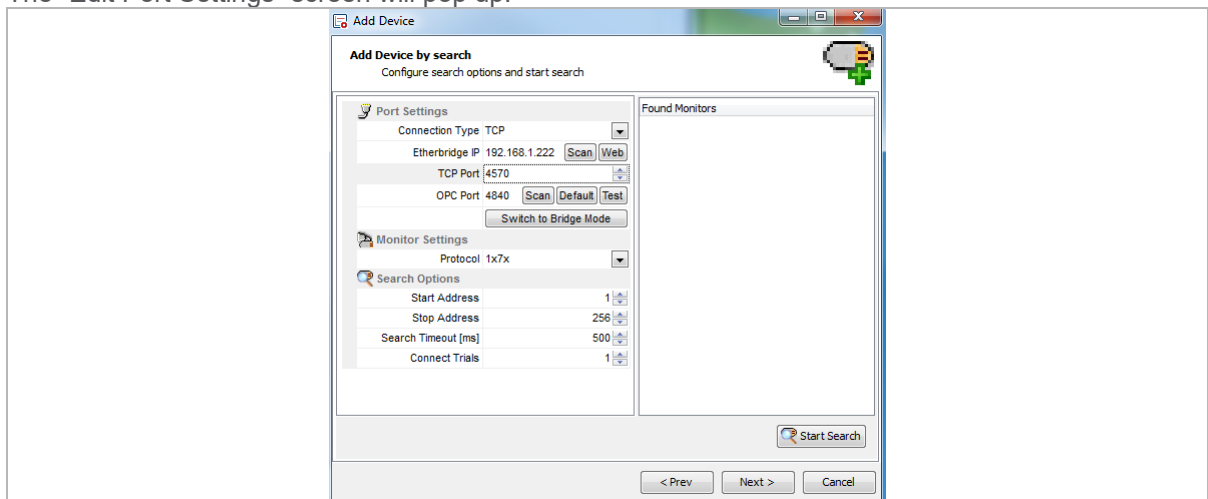 The "Edit Port Settings" screen will pop up.
Add Device
Add Device by search
Configure search options and start search
Port Settings
Connection Type TCP
Etherbridge IP 192.168.1.222 Scan Web
TCP Port 4570
OPC Port 4840 Scan Default Test
Switch to Bridge Mode
Monitor Settings
Protocol 1x7x
Search Options
Start Address 1
Stop Address 256
Search Timeout [ms] 500
Connect Trials 1
Found Monitors
Start Search
< Prev Next > Cancel